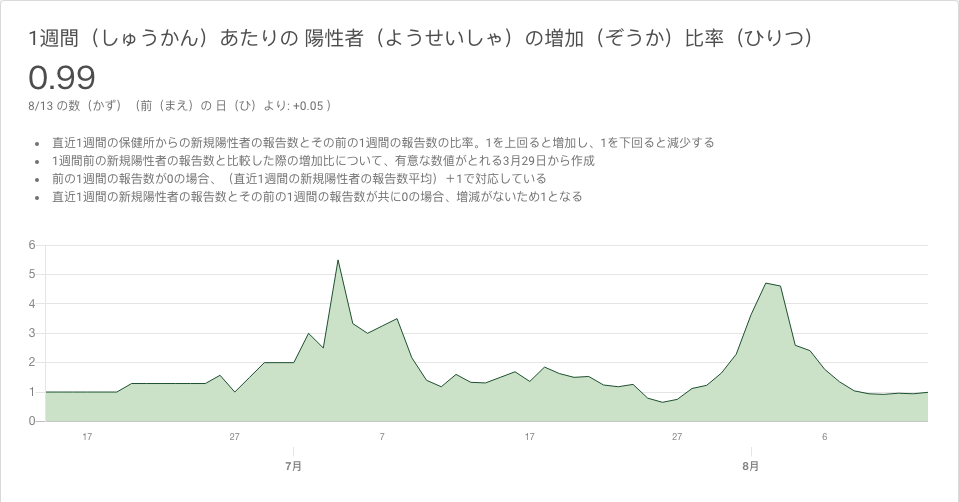 1週間（しゅうかん）あたりの 陽性者（ようせいしゃ）の増加（ぞうか）比率（ひりつ）
0.99
8/13 の数（かず）（前（まえ）の 日（ひ）より: +0.05 ）
• 直近1週間の保健所からの新規陽性者の報告数とその前の1週間の報告数の比率。1を上回ると増加し、1を下回ると減少する
• 1週間前の新規陽性者の報告数と比較した際の増加比について、有意な数値がとれる3月29日から作成
• 前の1週間の報告数が0の場合、（直近1週間の新規陽性者の報告数平均）＋1で対応している
• 直近1週間の新規陽性者の報告数とその前の1週間の報告数が共に0の場合、増減がないため1となる
6
5
4
3
2
1
0
17 27 7 17 27 6
7月 8月